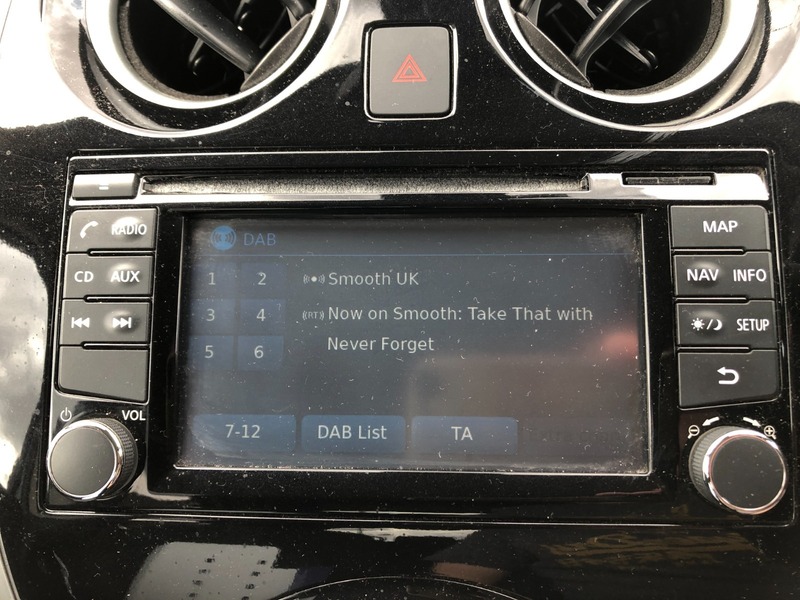 RADIO
CD AUX
VOL
DAB
1 2
3 4
5 6
Smooth UK
(RT) Now on Smooth: Take That with
Never Forget
7-12 DAB List TA
MAP
NAV INFO
SETUP